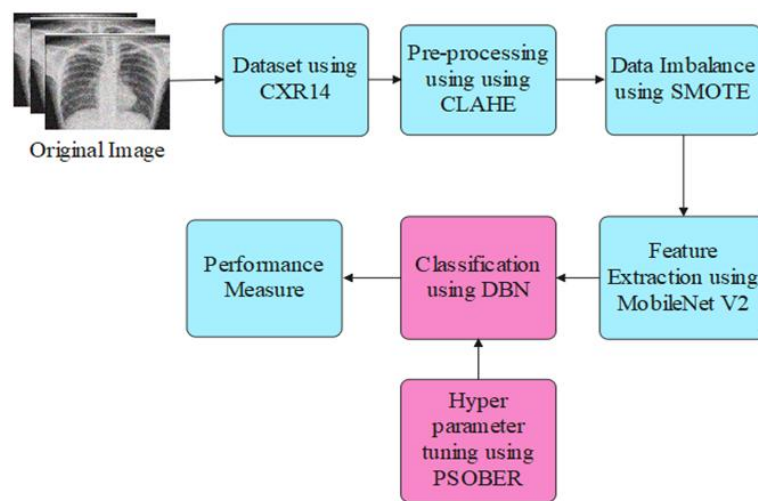 Original Image
Dataset using
CXR14
Pre-processing
using using
CLAHE
Data Imbalance
using SMOTE
Feature
Extraction using
MobileNet V2
Classification
using DBN
Performance
Measure
Hyper
parameter
tuning using
PSOBER